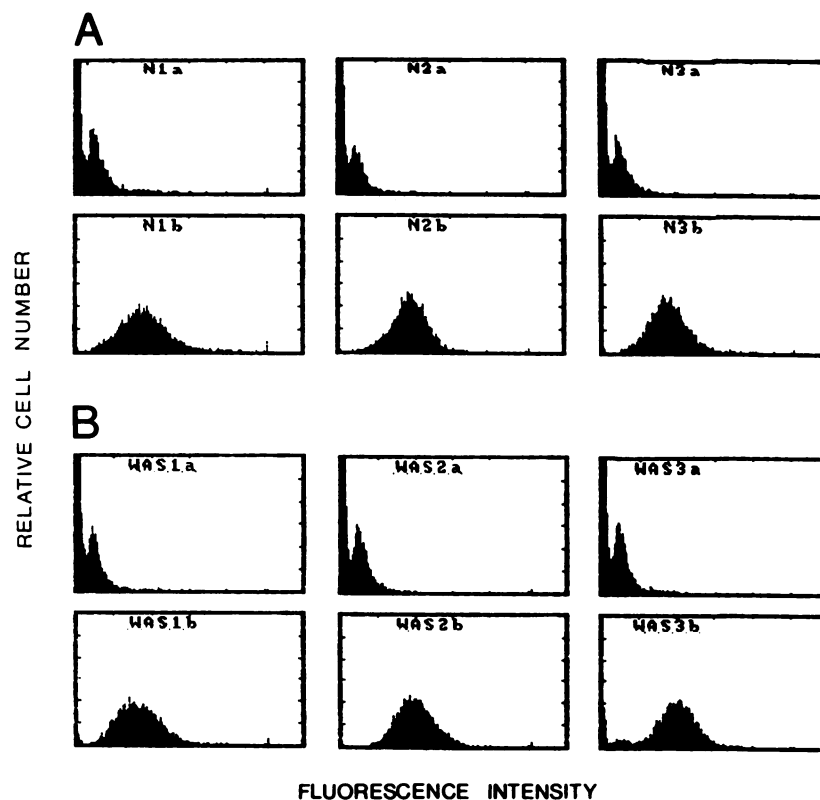 A
N1a N2a N3a
N1b N2b N3b
RELATIVE CELL NUMBER
B
WAS1a WAS2a WAS3a
WAS1b WAS2b WAS3b
FLUORESCENCE INTENSITY